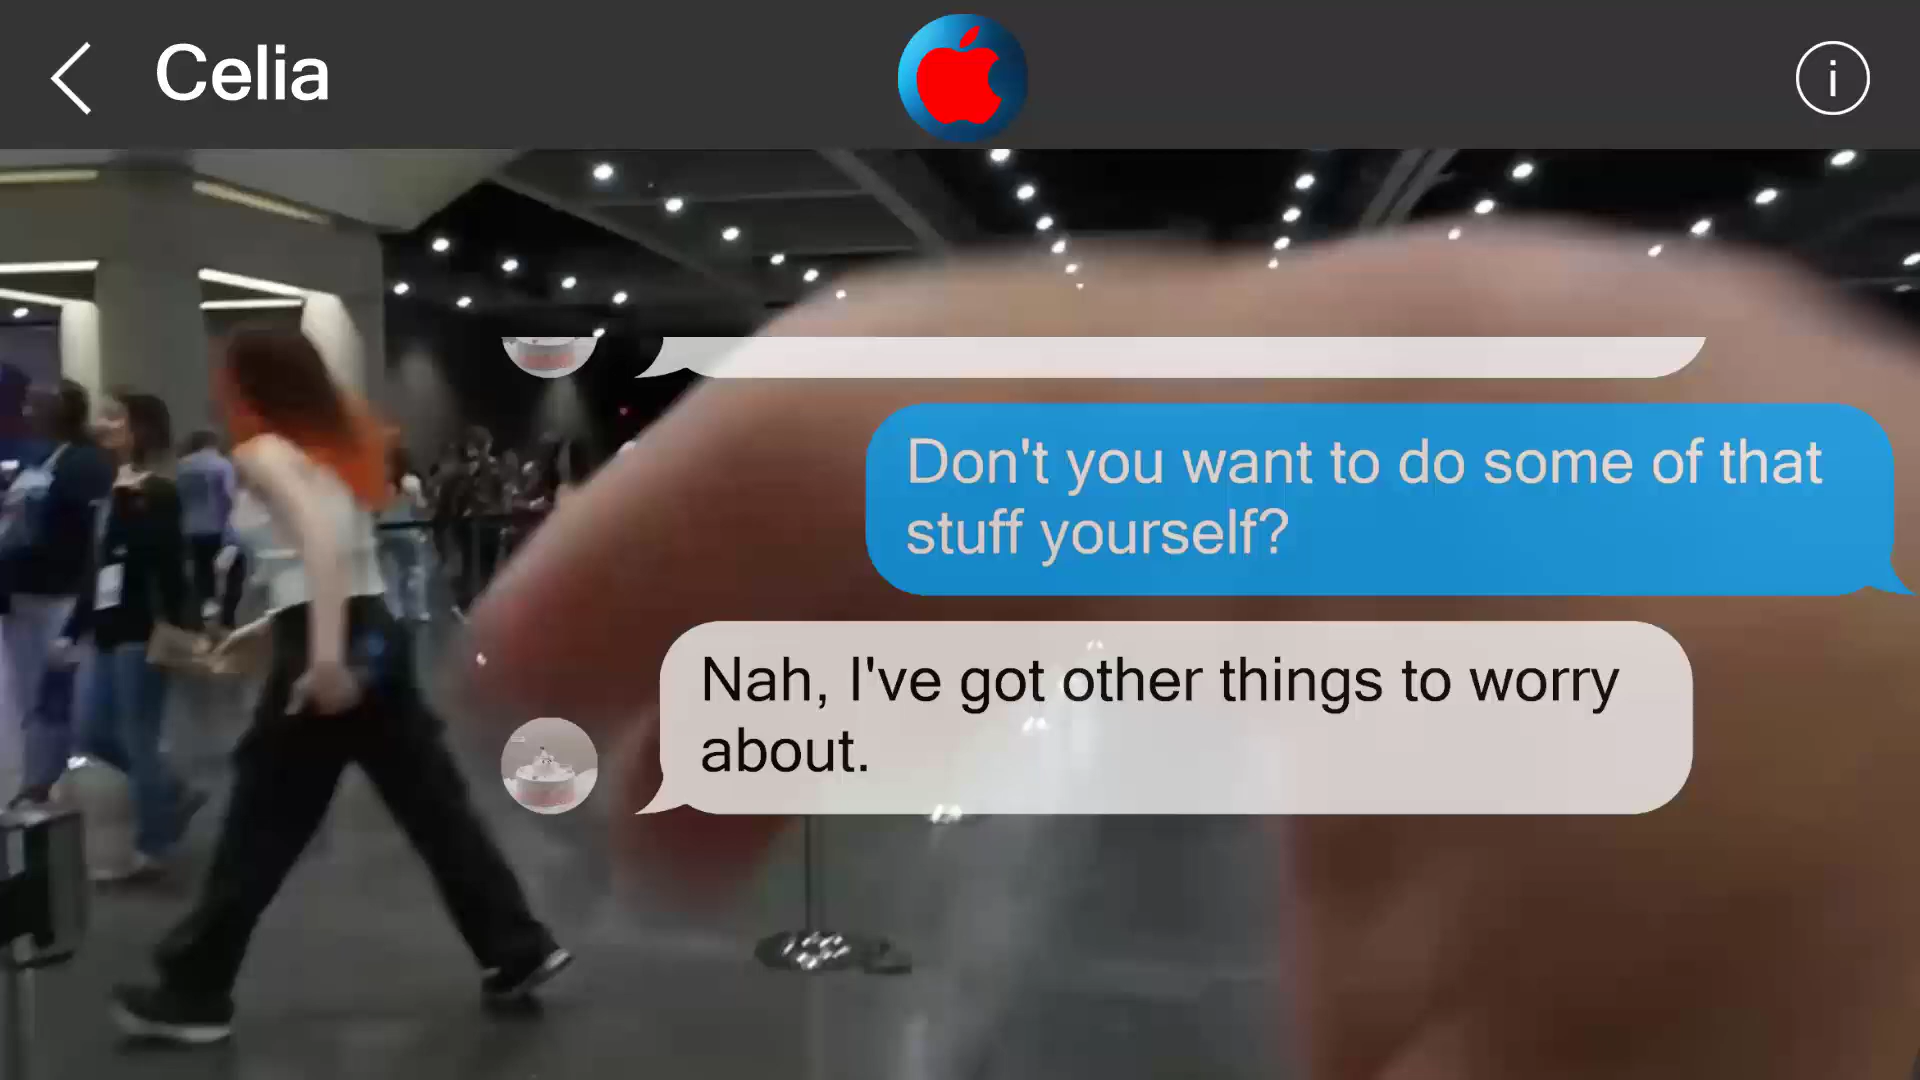 Celia
Don't you want to do some of that
stuff yourself?
Nah, I've got other things to worry
about.